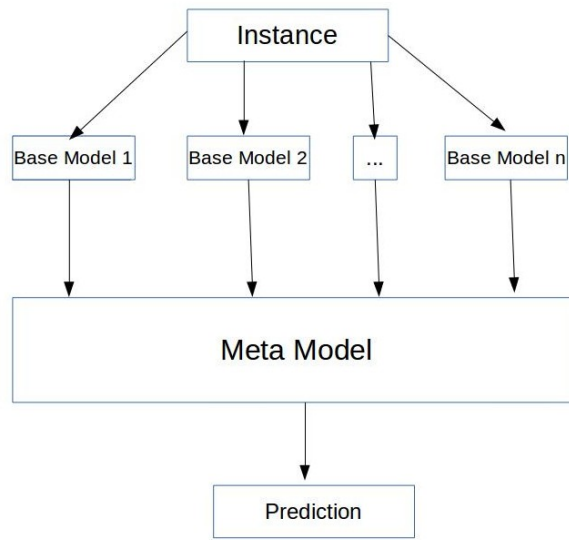 Instance
Base Model 1
Base Model 2
...
Base Model n
Meta Model
Prediction